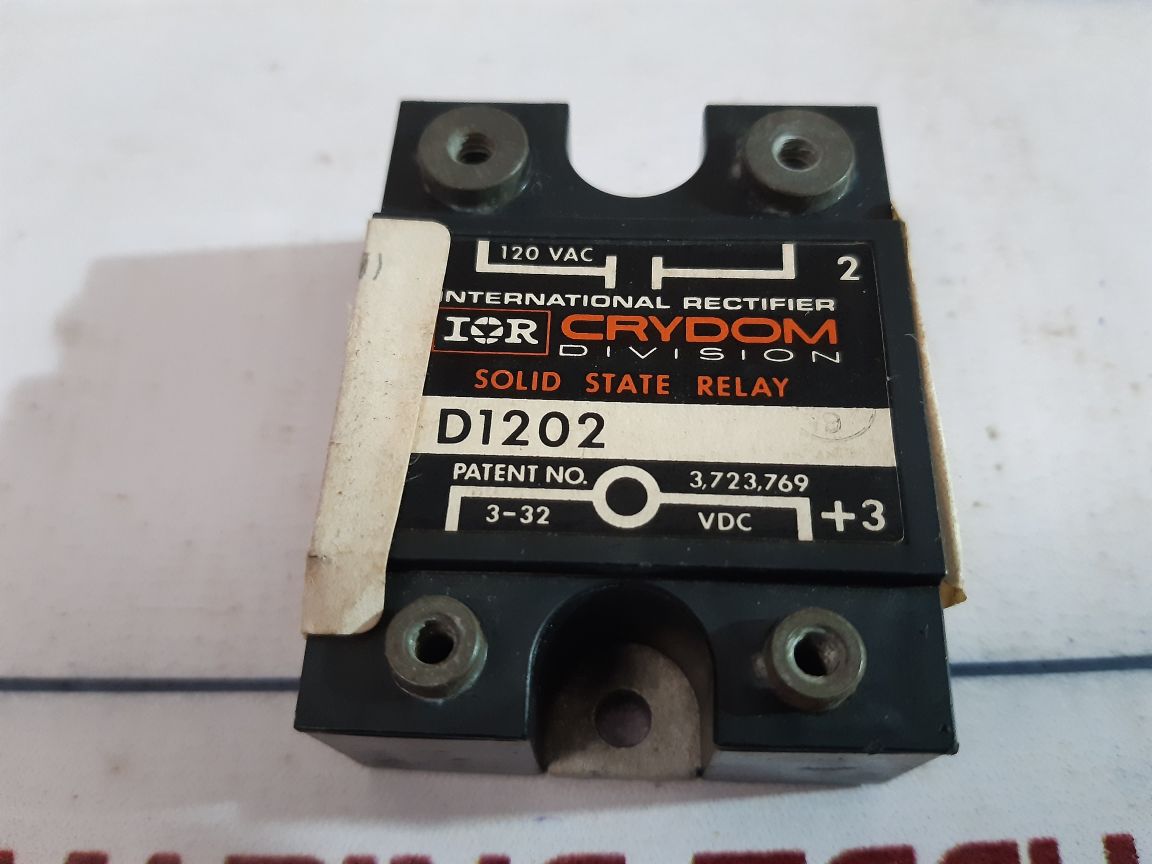 120 VAC 2
INTERNATIONAL RECTIFIER
IOR CRYDOM
DIVISION
SOLID STATE RELAY
D1202
PATENT NO. 3,723,769
3-32 VDC +3